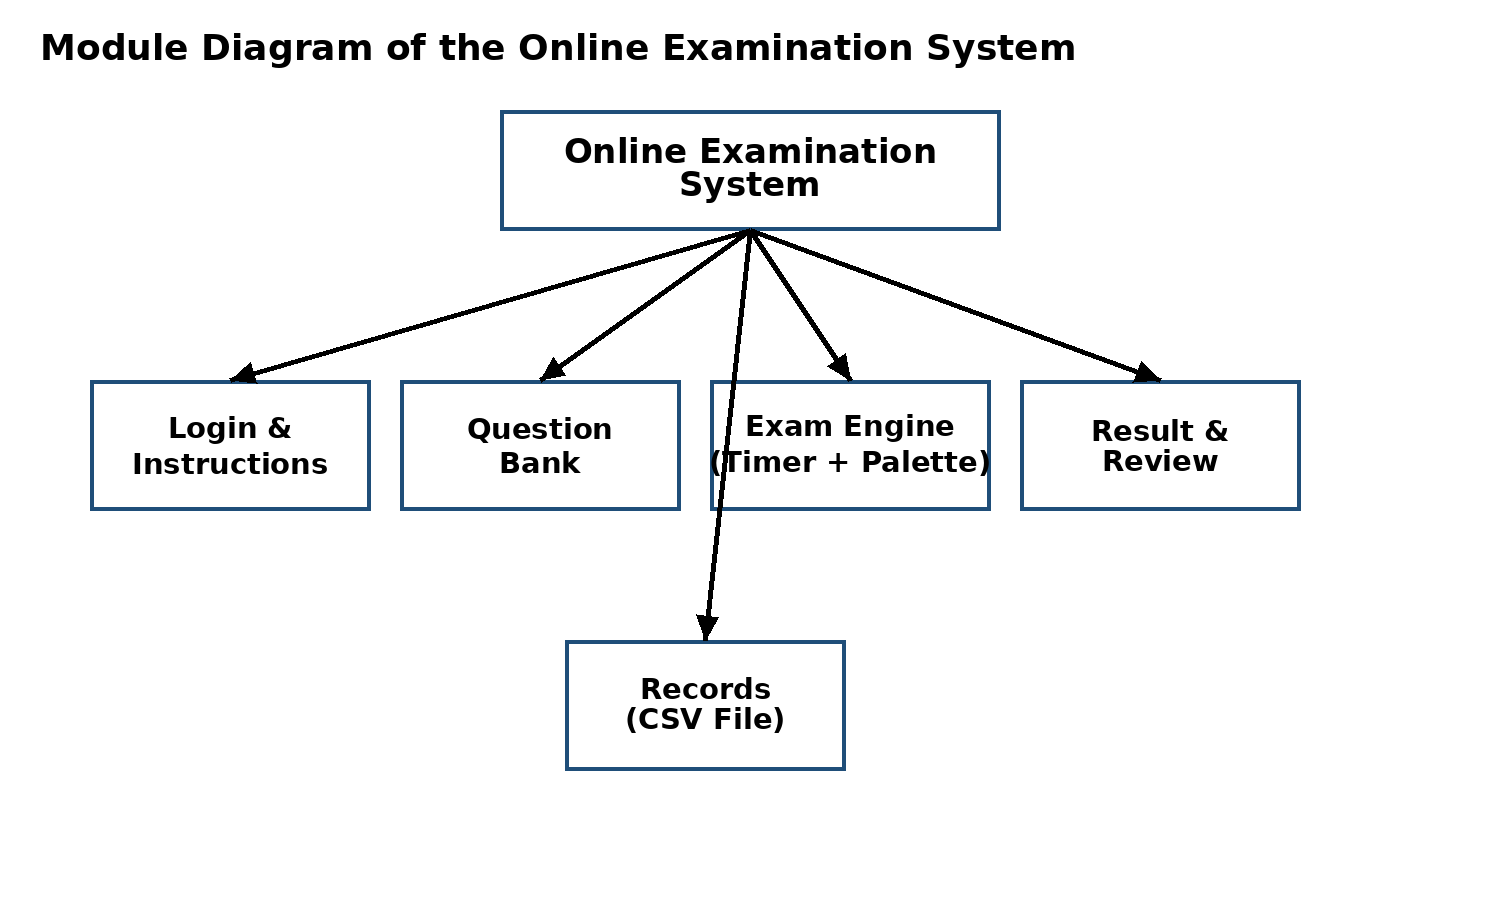 Module Diagram of the Online Examination System
Online Examination
System
Login &
Instructions
Question
Bank
Exam Engine
(Timer + Palette)
Result &
Review
Records
(CSV File)